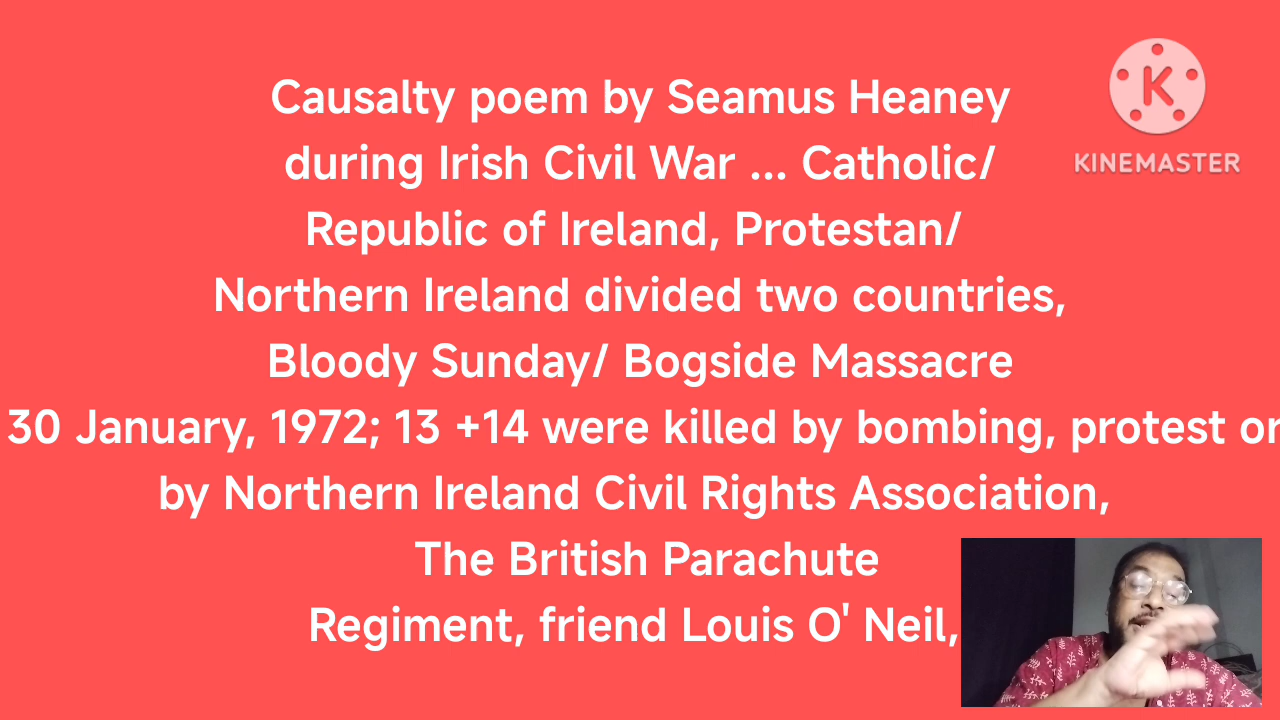 Causalty poem by Seamus Heaney
during Irish Civil War ... Catholic/
Republic of Ireland, Protestan/
Northern Ireland divided two countries,
Bloody Sunday/ Bogside Massacre
30 January, 1972; 13 +14 were killed by bombing, protest or
by Northern Ireland Civil Rights Association,
The British Parachute
Regiment, friend Louis O' Neil,
K
KINEMASTER